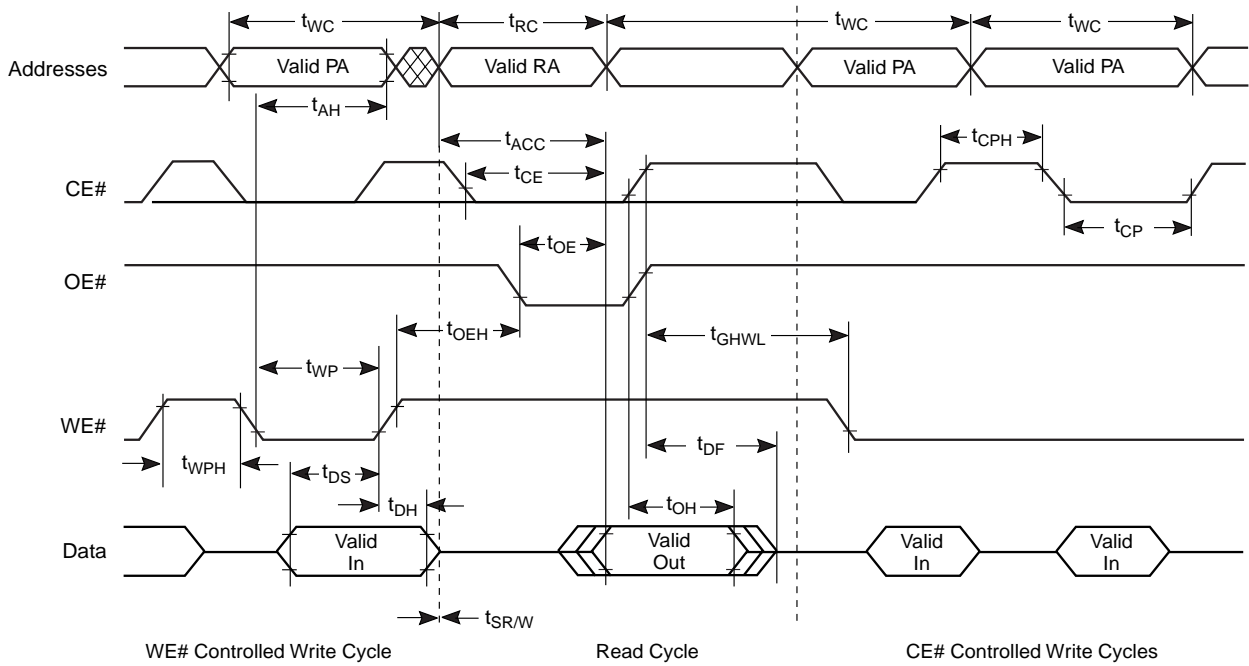 tWC tRC tWC tWC
Addresses Valid PA Valid RA Valid PA Valid PA
tAH
tACC
tCPH
tCE
CE#
tCP
tOE
OE#
tOEH
tGHWL
tWP
WE#
tDF
tWPH
tDS
tDH
tOH
Data
Valid
In
Valid
Out
Valid
In
Valid
In
tSR/W
WE# Controlled Write Cycle Read Cycle CE# Controlled Write Cycles